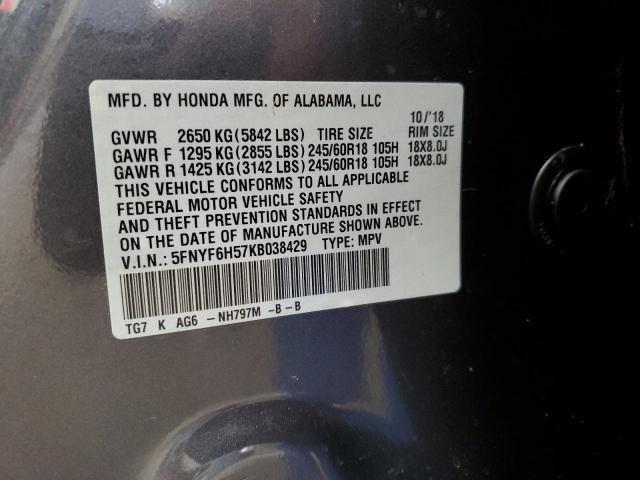 MFD. BY HONDA MFG. OF ALABAMA, LLC
10/'18
GVWR 2650 KG (5842 LBS) TIRE SIZE RIM SIZE
GAWR F 1295 KG (2855 LBS) 245/60R18 105H 18X8.0J
GAWR R 1425 KG (3142 LBS) 245/60R18 105H 18X8.0J
THIS VEHICLE CONFORMS TO ALL APPLICABLE
FEDERAL MOTOR VEHICLE SAFETY
AND THEFT PREVENTION STANDARDS IN EFFECT
ON THE DATE OF MANUFACTURE SHOWN ABOVE.
V.I.N.: 5FNYF6H57KB038429 TYPE: MPV
TG7 K AG6 -NH797M -B-B